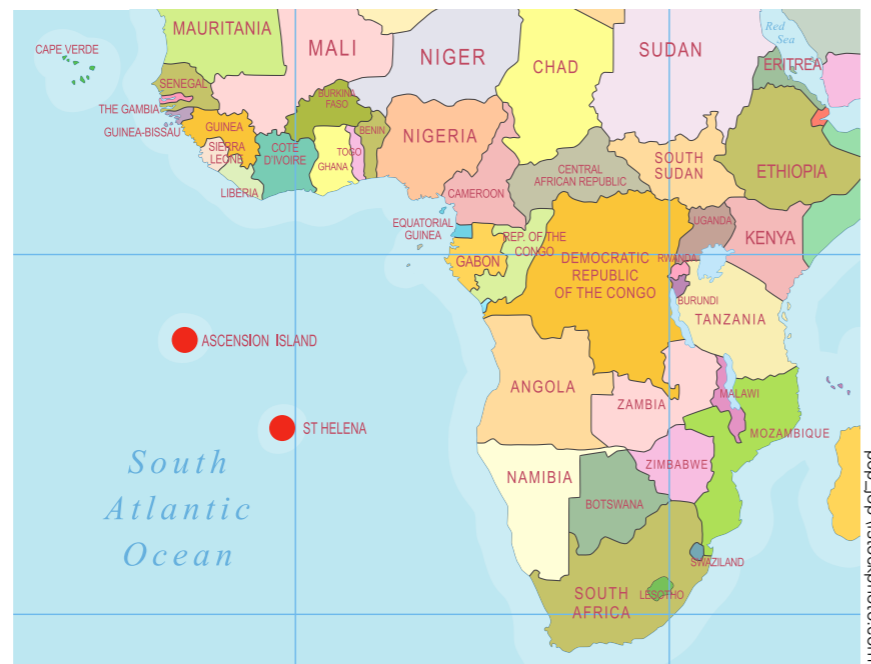 MAURITANIA
MALI
NIGER
CHAD
SUDAN
Red
Sea
ERITREA
CAPE VERDE
SENEGAL
THE GAMBIA
GUINEA-BISSAU
GUINEA
SIERRA
LEONE
LIBERIA
COTE
D'IVOIRE
BURKINA
FASO
GHANA
TOGO
BENIN
NIGERIA
CAMEROON
CENTRAL
AFRICAN REPUBLIC
SOUTH
SUDAN
ETHIOPIA
EQUATORIAL
GUINEA
GABON
REP. OF THE
CONGO
DEMOCRATIC
REPUBLIC
OF THE CONGO
UGANDA
KENYA
RWANDA
BURUNDI
TANZANIA
ASCENSION ISLAND
ST HELENA
ANGOLA
ZAMBIA
MALAWI
MOZAMBIQUE
South
Atlantic
Ocean
NAMIBIA
ZIMBABWE
BOTSWANA
SWAZILAND
SOUTH
AFRICA
LESOTHO